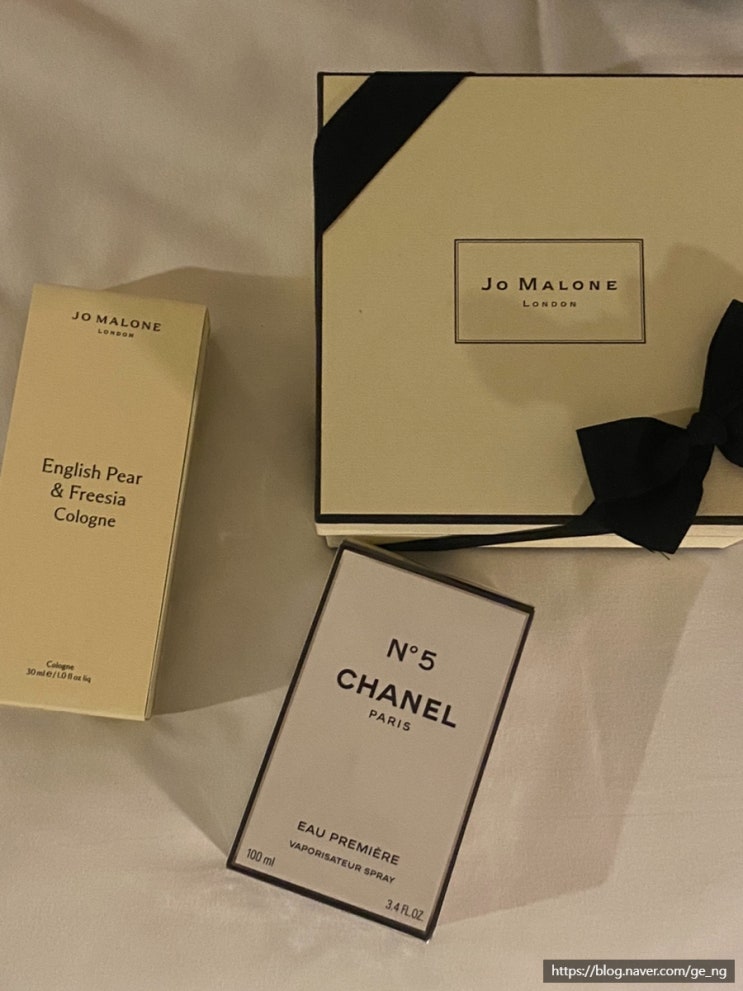 JO MALONE
LONDON
JO MALONE
LONDON
English Pear
& Freesia
Cologne
Cologne
30 ml e / 1.0 fl oz liq
N°5
CHANEL
PARIS
EAU PREMIÈRE
VAPORISATEUR SPRAY
100 ml
3.4 FL.OZ.
https://blog.naver.com/ge_ng